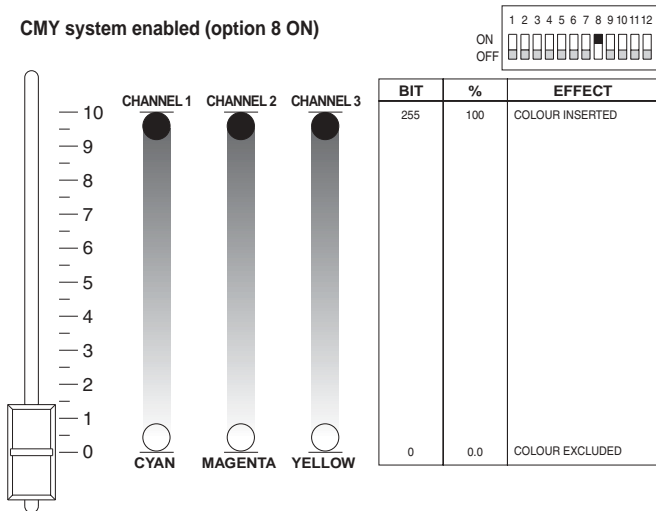 CMY system enabled (option 8 ON)
1 2 3 4 5 6 7 8 9 10 11 12
ON
OFF
CHANNEL 1 CHANNEL 2 CHANNEL 3
10
9
8
7
6
5
4
3
2
1
0
CYAN MAGENTA YELLOW
BIT % EFFECT
255 100 COLOUR INSERTED
0 0.0 COLOUR EXCLUDED